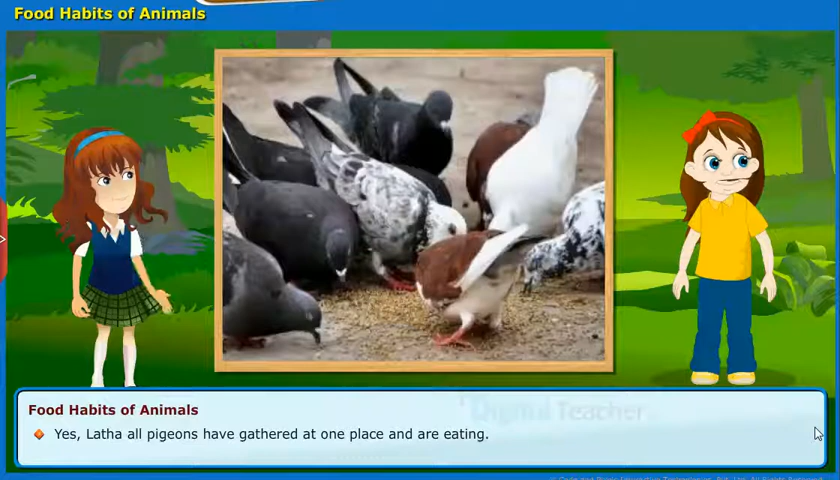 Food Habits of Animals
Food Habits of Animals
Yes, Latha all pigeons have gathered at one place and are eating.
Digital Teacher